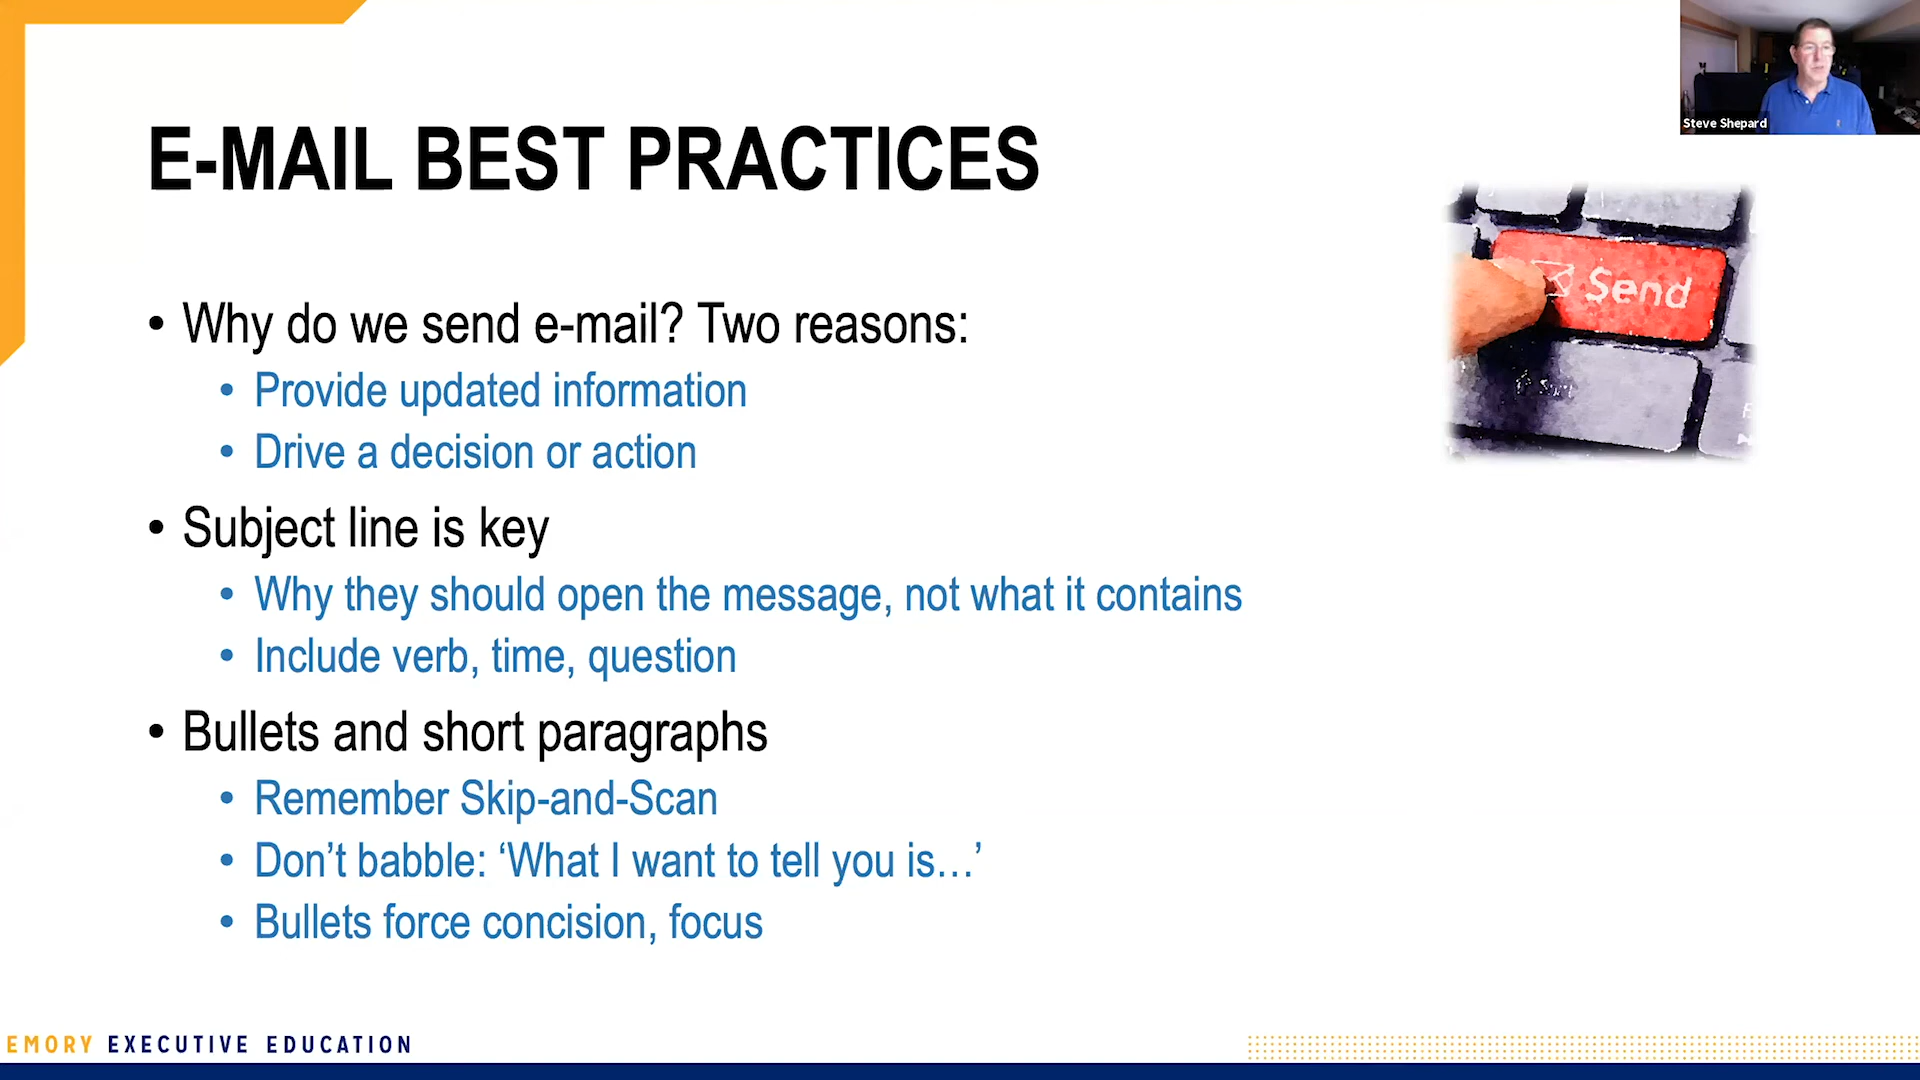 Steve Shepard
E-MAIL BEST PRACTICES
Send
• Why do we send e-mail? Two reasons:
• Provide updated information
• Drive a decision or action
• Subject line is key
• Why they should open the message, not what it contains
• Include verb, time, question
• Bullets and short paragraphs
• Remember Skip-and-Scan
• Don’t babble: ‘What I want to tell you is…’
• Bullets force concision, focus
EMORY EXECUTIVE EDUCATION